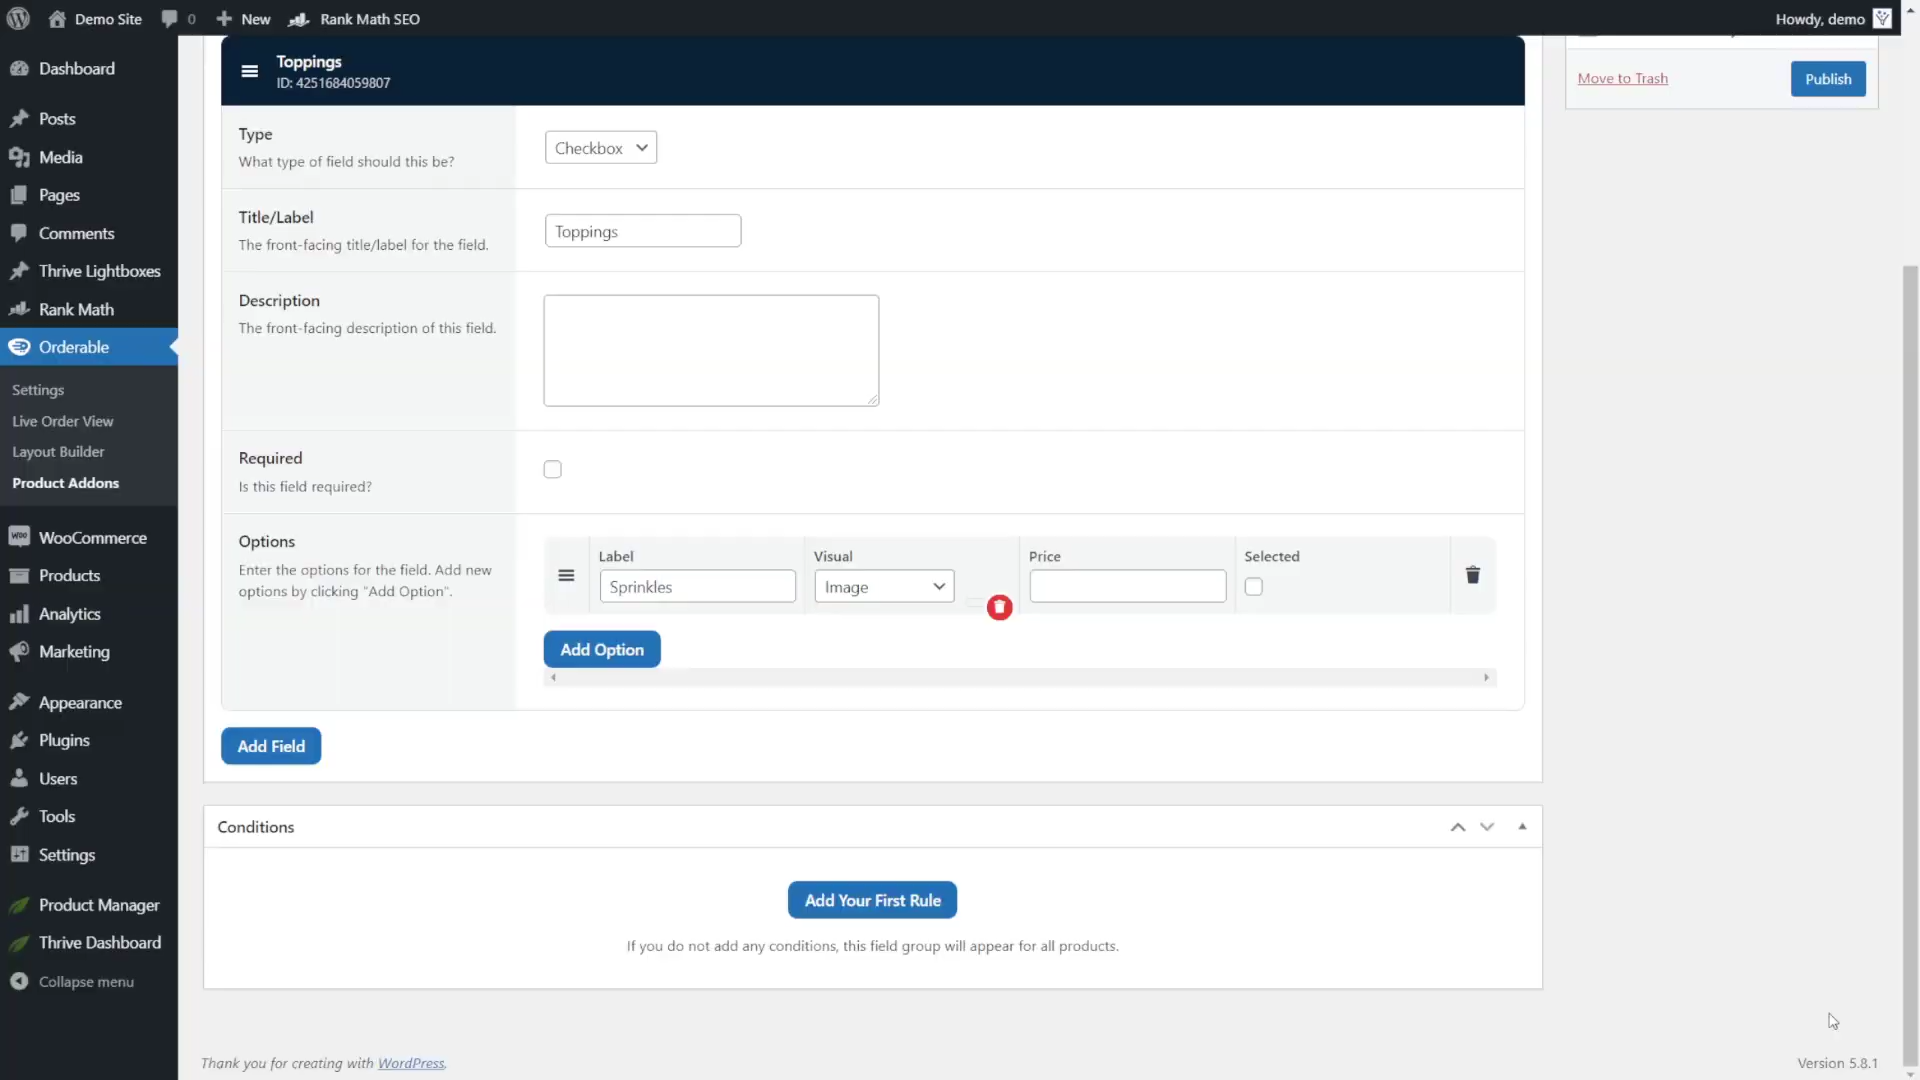 Demo Site
0
New
Rank Math SEO
Howdy, demo
Dashboard
Posts
Media
Pages
Comments
Thrive Lightboxes
Rank Math
Orderable
Settings
Live Order View
Layout Builder
Product Addons
WooCommerce
Products
Analytics
Marketing
Appearance
Plugins
Users
Tools
Settings
Product Manager
Thrive Dashboard
Collapse menu
Toppings
ID: 4251684059807
Type
What type of field should this be?
Checkbox
Title/Label
The front-facing title/label for the field.
Toppings
Description
The front-facing description of this field.
Required
Is this field required?
Options
Enter the options for the field. Add new
options by clicking "Add Option".
Label
Visual
Price
Selected
Sprinkles
Image
Add Option
Add Field
Conditions
Add Your First Rule
If you do not add any conditions, this field group will appear for all products.
Move to Trash
Publish
Thank you for creating with WordPress.
Version 5.8.1